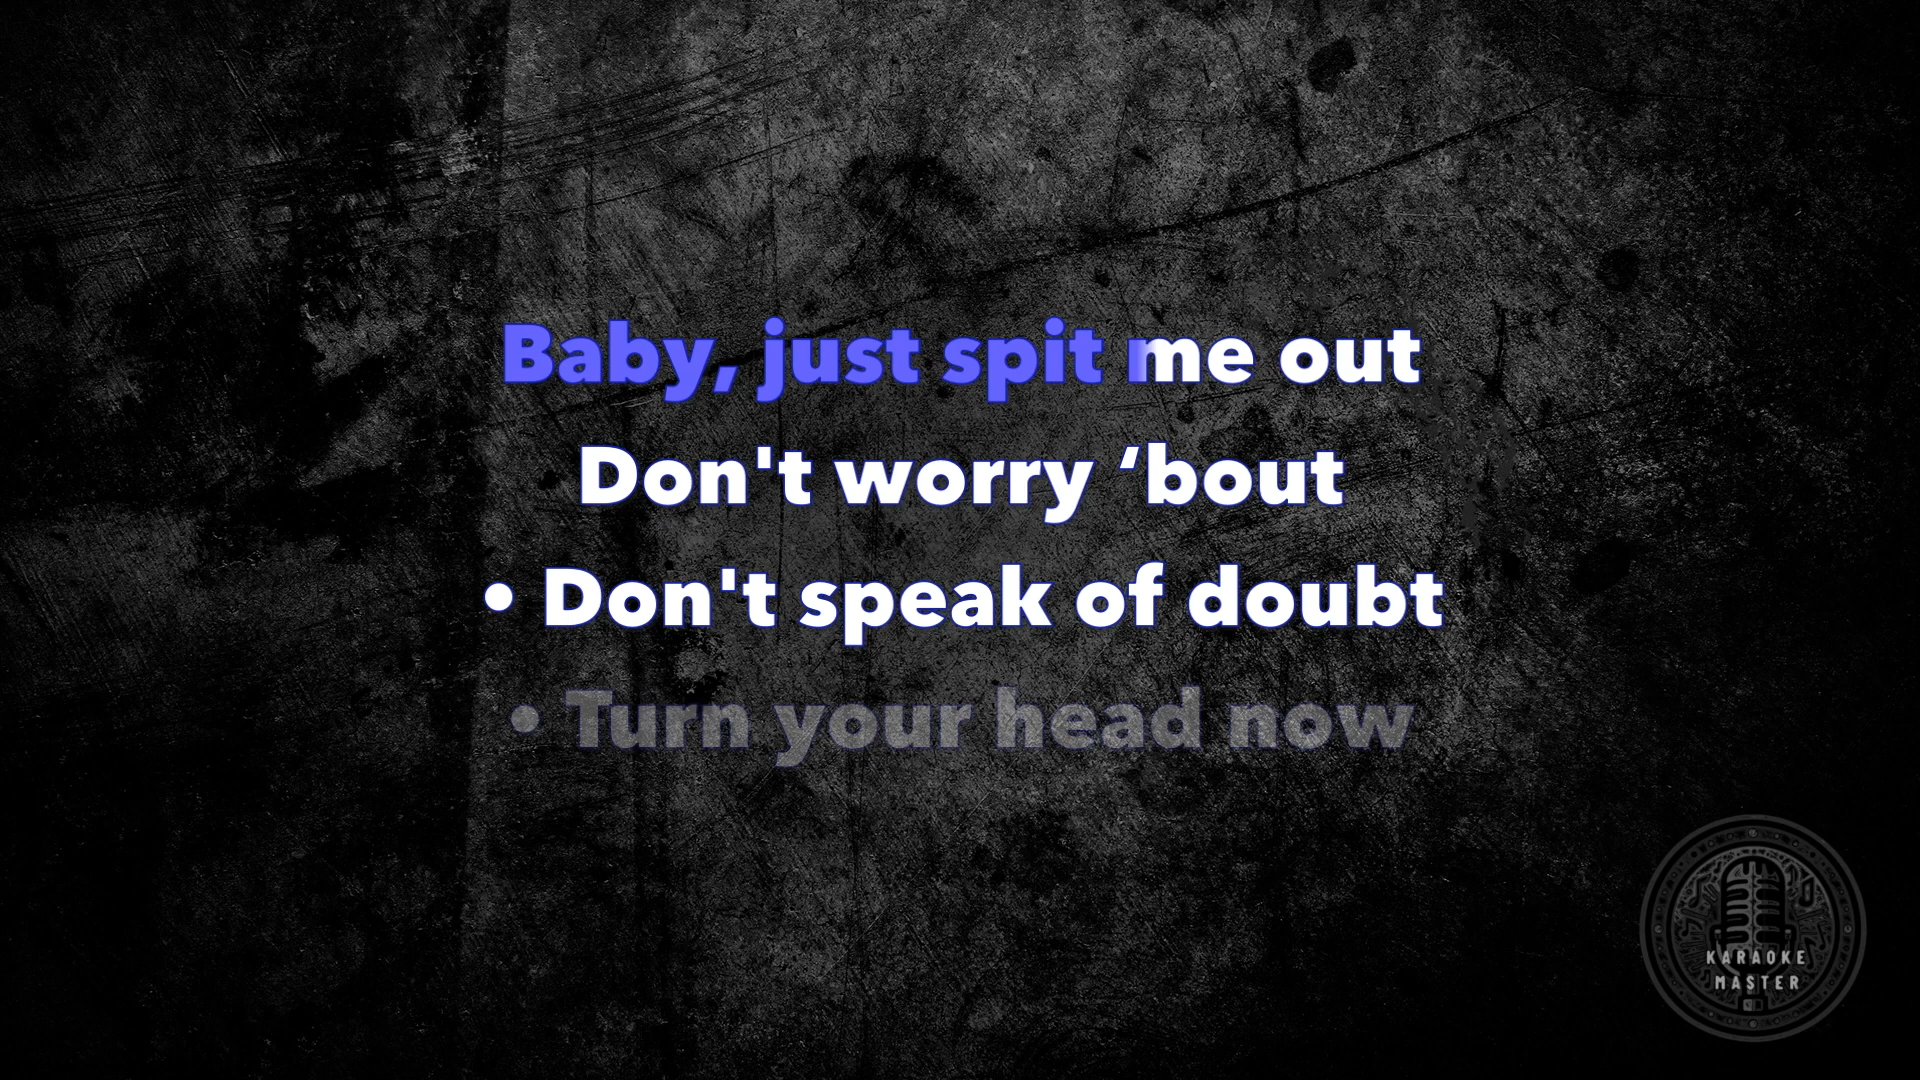 Baby, just spit me out
Don't worry ‘bout
• Don't speak of doubt
• Turn your head now
KARAOKE
MASTER